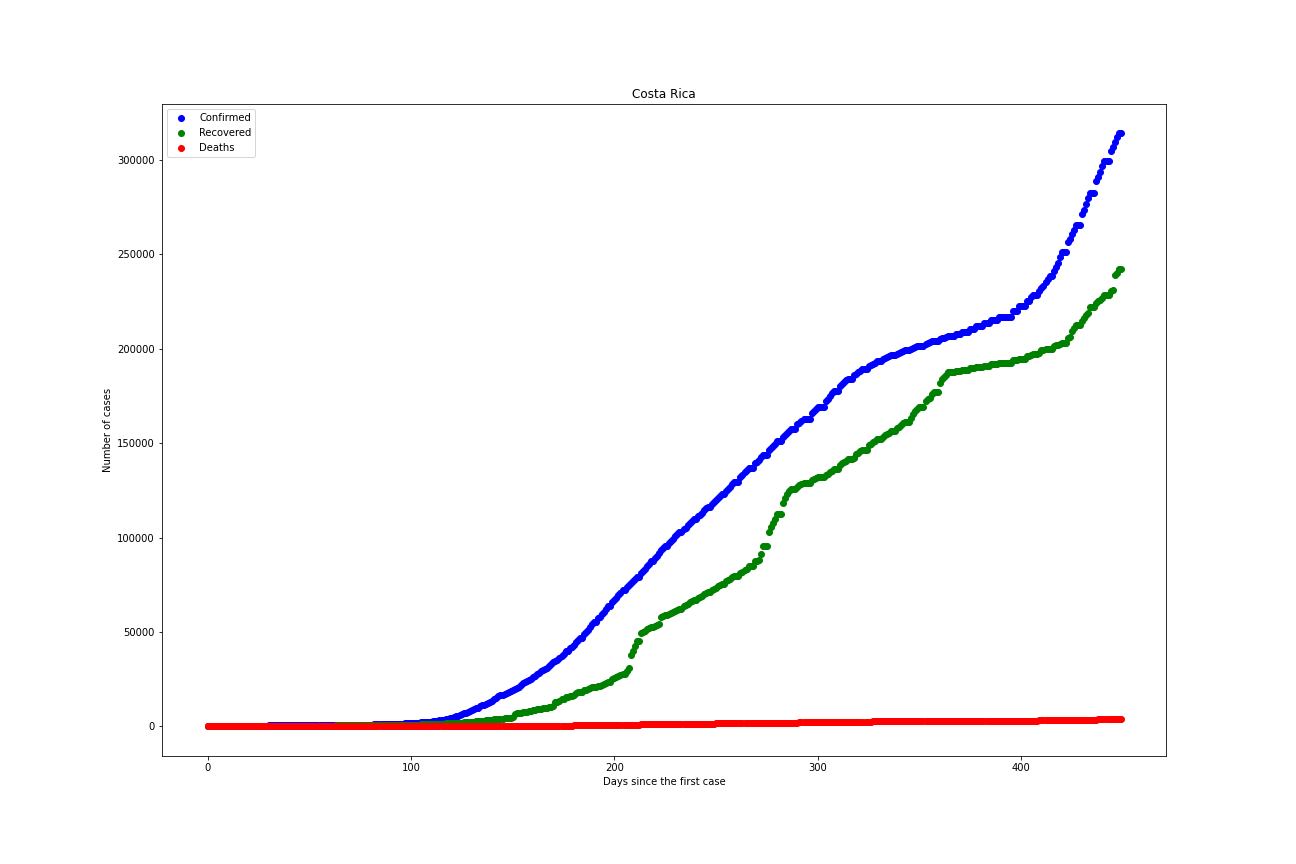 Costa Rica
Confirmed
Recovered
Deaths
300000
250000
200000
150000
100000
50000
0
Number of cases
0 100 200 300 400
Days since the first case